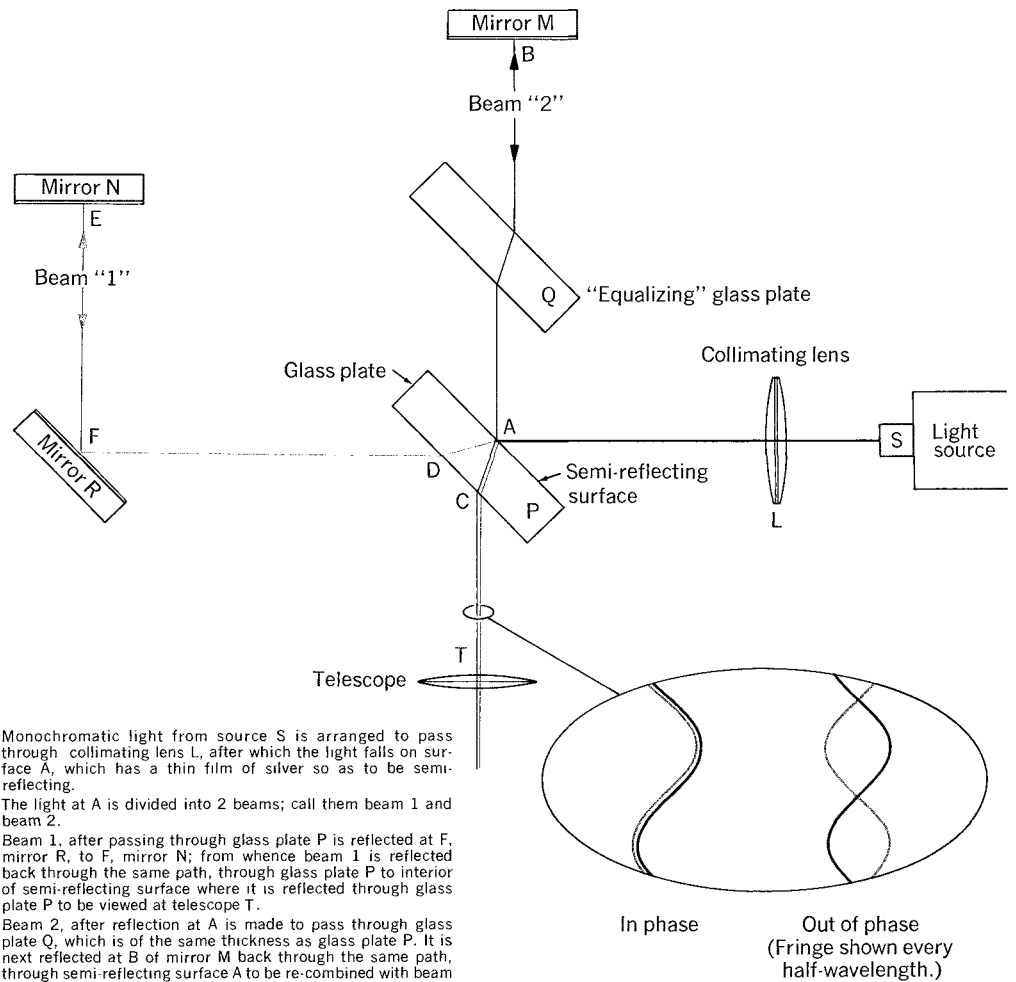 Mirror M
B
Beam "2"
Mirror N
E
Beam "1"
Q
"Equalizing" glass plate
Collimating lens
Glass plate
A
F
Mirror R
D
C
P
Semi-reflecting
surface
L
S
Light
source
T
Telescope
Monochromatic light from source S is arranged to pass
through collimating lens L, after which the light falls on sur-
face A, which has a thin film of silver so as to be semi-
reflecting.
The light at A is divided into 2 beams; call them beam 1 and
beam 2.
Beam 1, after passing through glass plate P is reflected at F,
mirror R, to F, mirror N; from whence beam 1 is reflected
back through the same path, through glass plate P to interior
of semi-reflecting surface where it is reflected through glass
plate P to be viewed at telescope T.
Beam 2, after reflection at A is made to pass through glass
plate Q, which is of the same thickness as glass plate P. It is
next reflected at B of mirror M back through the same path,
through semi-reflecting surface A to be re-combined with beam
In phase
Out of phase
(Fringe shown every
half-wavelength.)